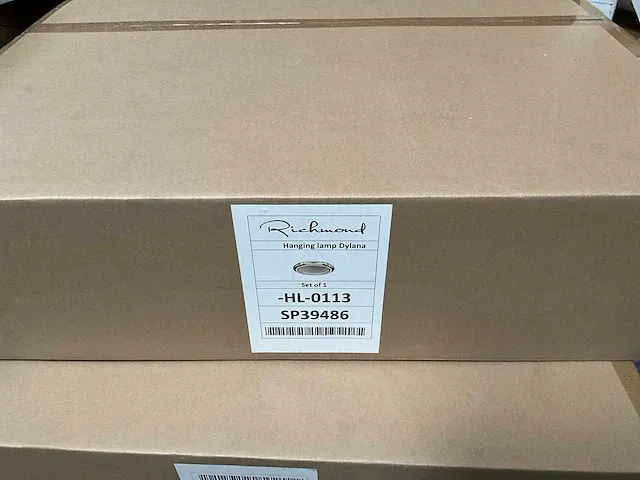 Richmond
Hanging lamp Dylana
Set of 1
-HL-0113
SP39486